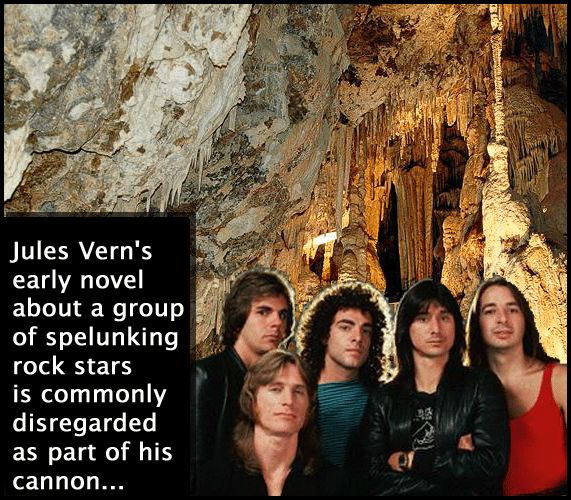 Jules Vern's
early novel
about a group
of spelunking
rock stars
is commonly
disregarded
as part of his
cannon...